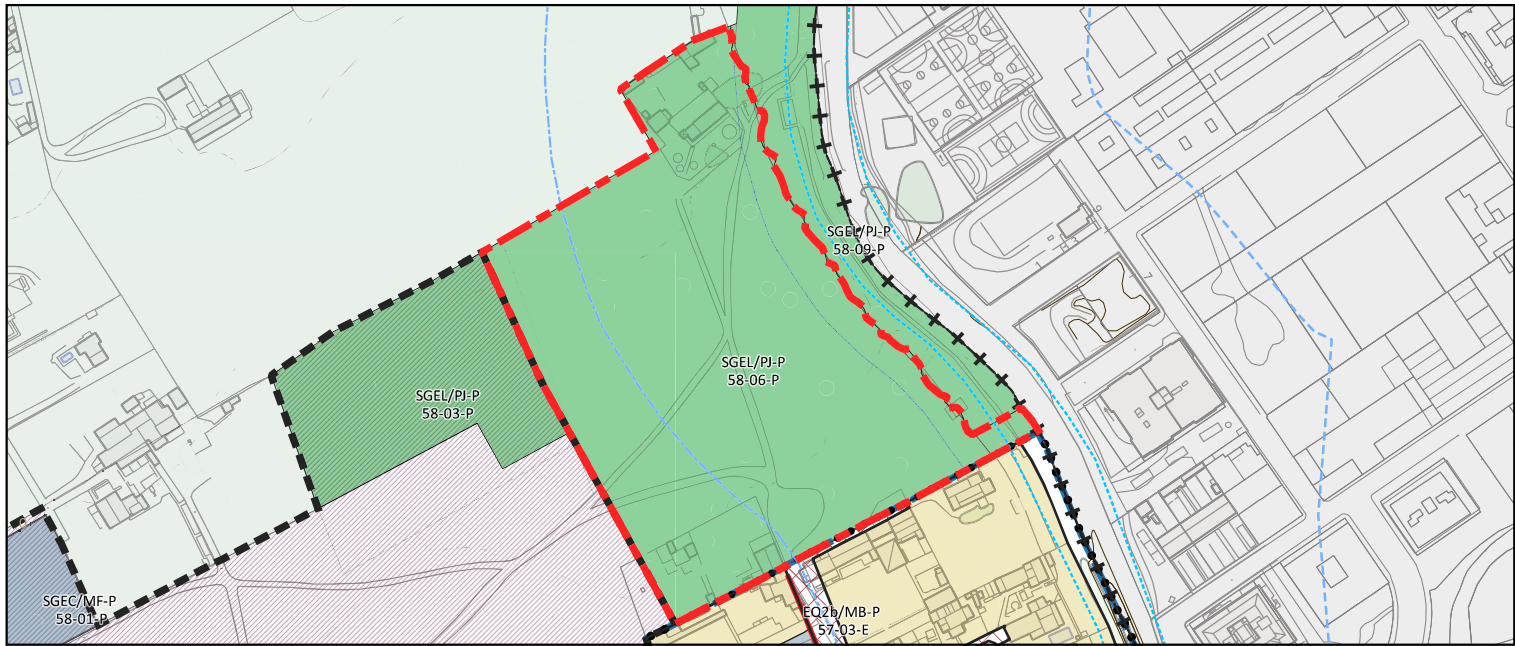 SGEL/PJ-P
58-09-P
SGEL/PJ-P
58-06-P
SGEL/PJ-P
58-03-P
SGEC/MF-P
58-01-P
EQ2b/MB-P
57-03-E